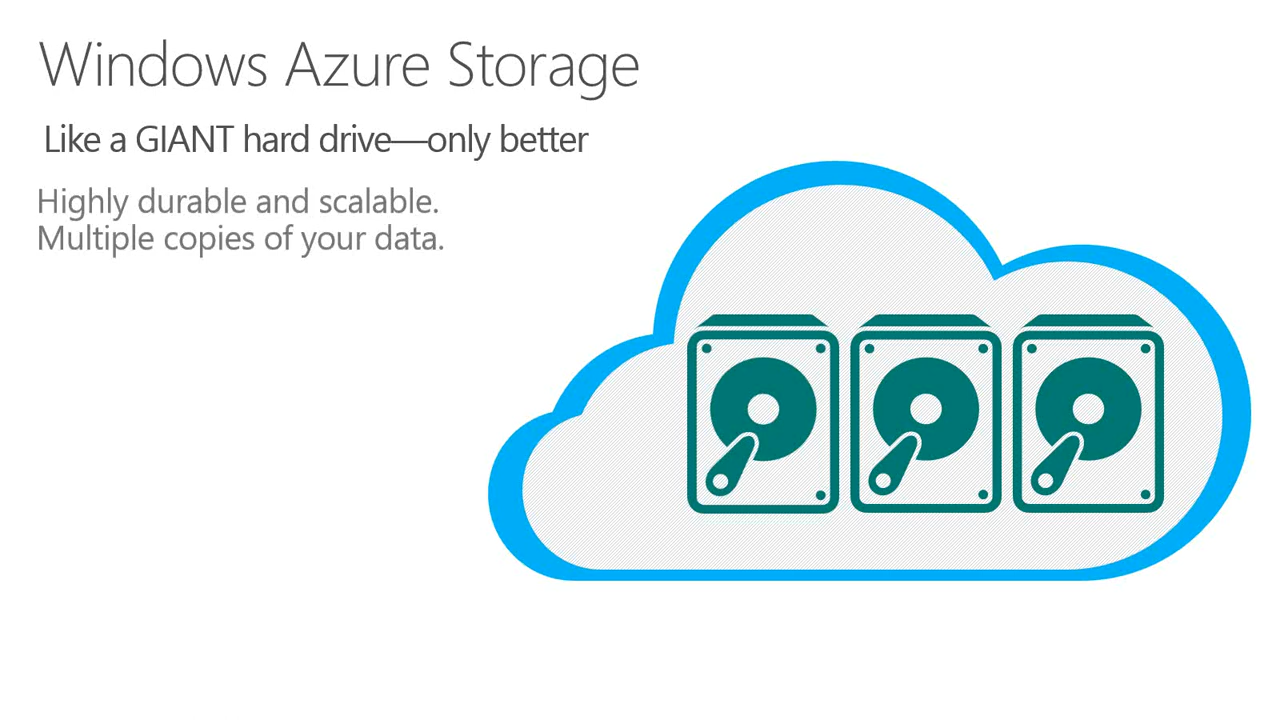 Windows Azure Storage
Like a GIANT hard drive—only better
Highly durable and scalable.
Multiple copies of your data.